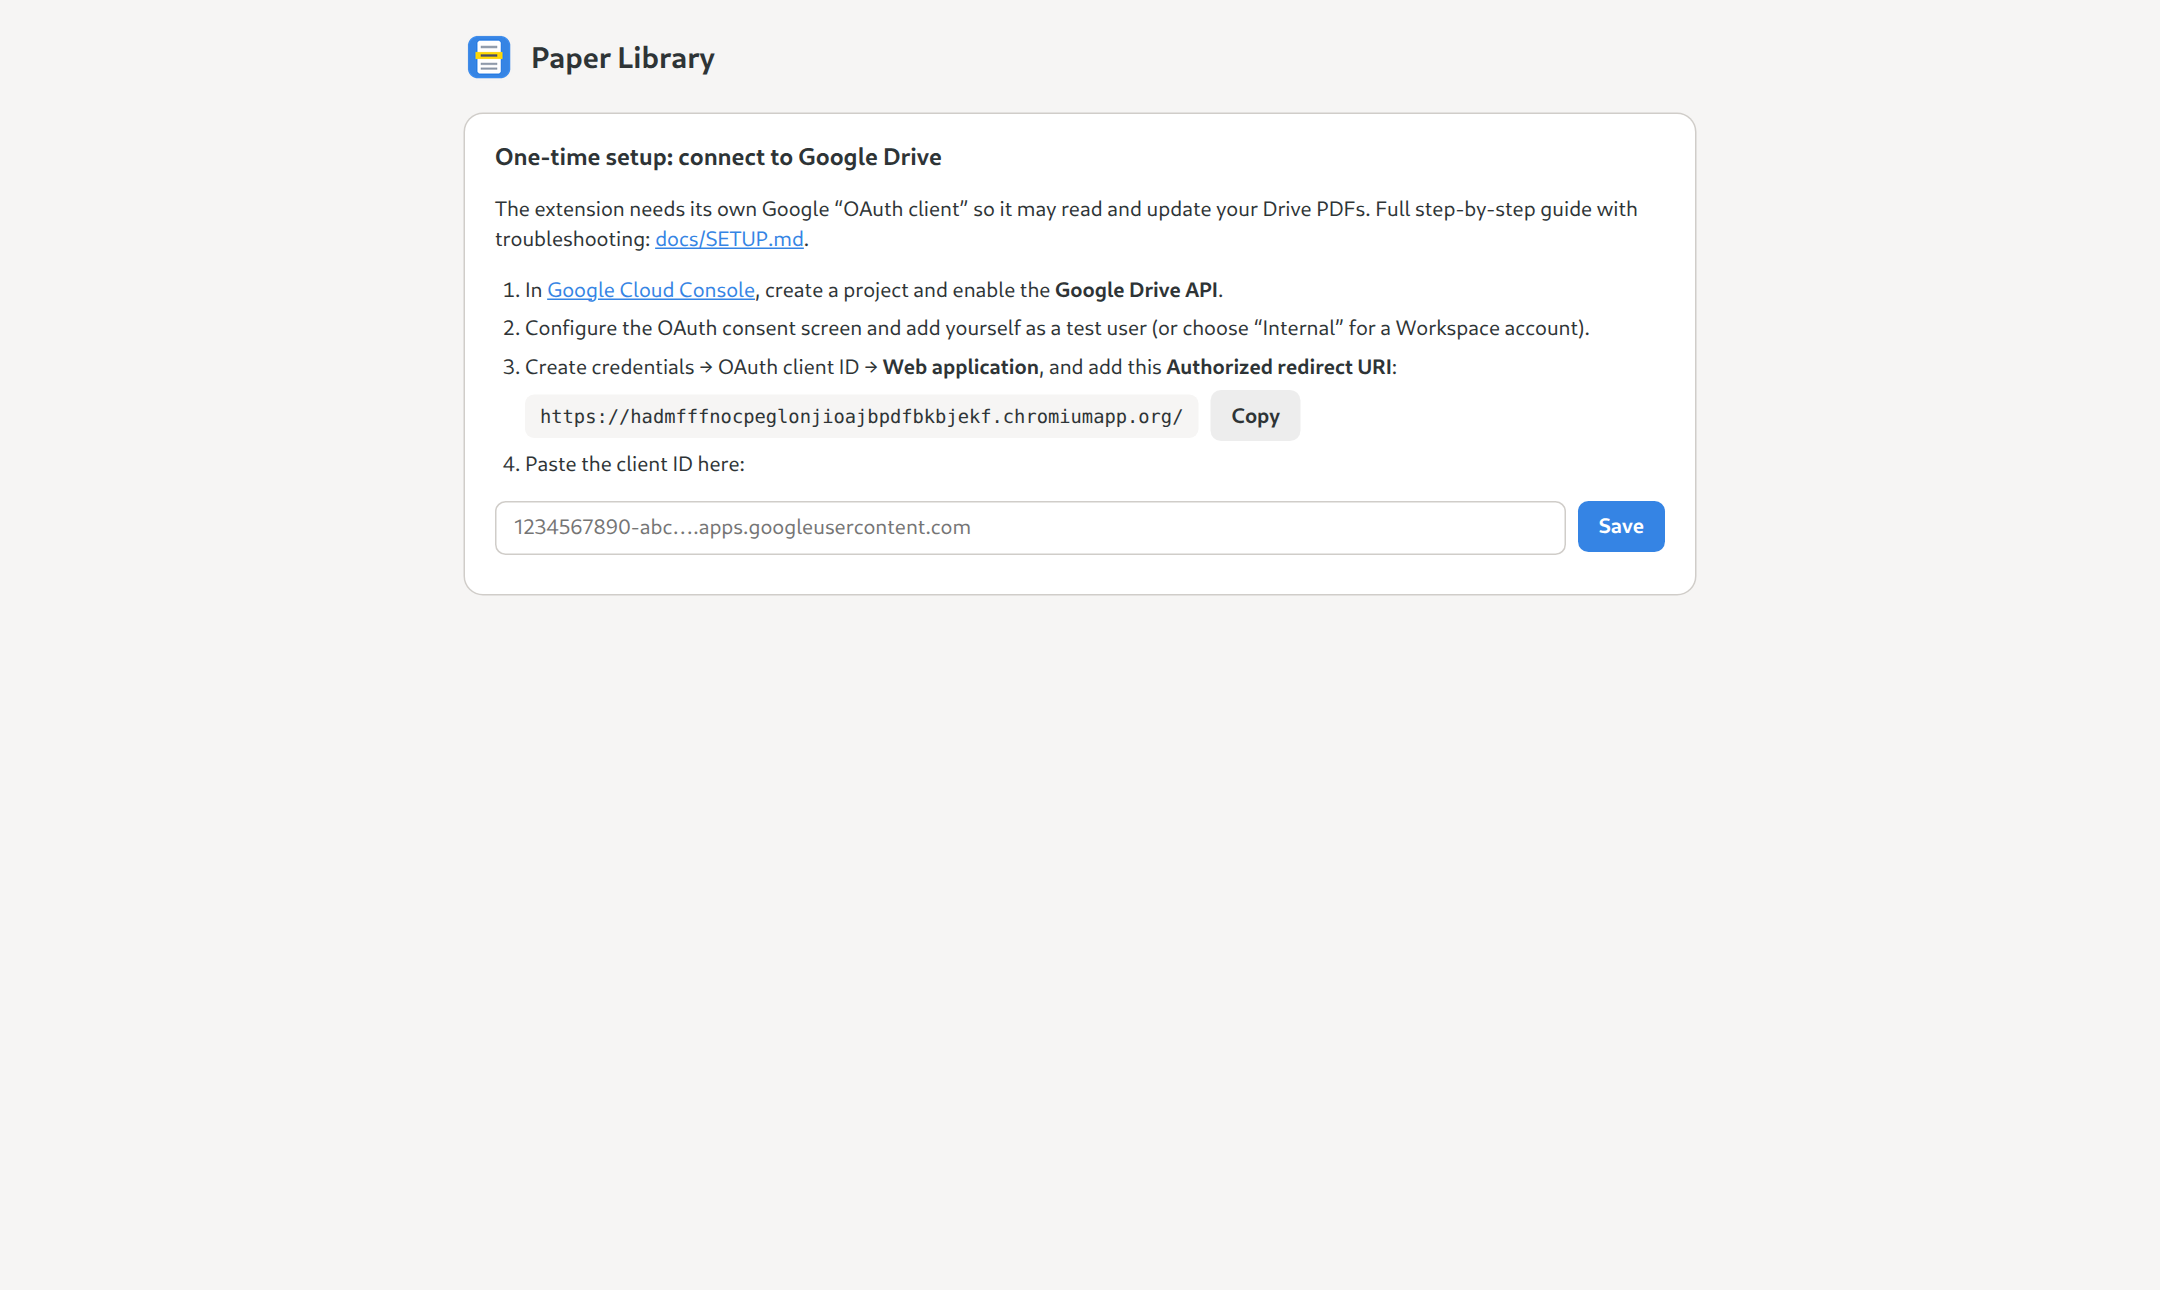 Paper Library
One-time setup: connect to Google Drive
The extension needs its own Google “OAuth client” so it may read and update your Drive PDFs. Full step-by-step guide with
troubleshooting: docs/SETUP.md.
1. In Google Cloud Console, create a project and enable the Google Drive API.
2. Configure the OAuth consent screen and add yourself as a test user (or choose “Internal” for a Workspace account).
3. Create credentials → OAuth client ID → Web application, and add this Authorized redirect URI:
https://hadmfffnocpeglonjioajbpdfbkbjekf.chromiumapp.org/ Copy
4. Paste the client ID here:
1234567890-abc....apps.googleusercontent.com Save